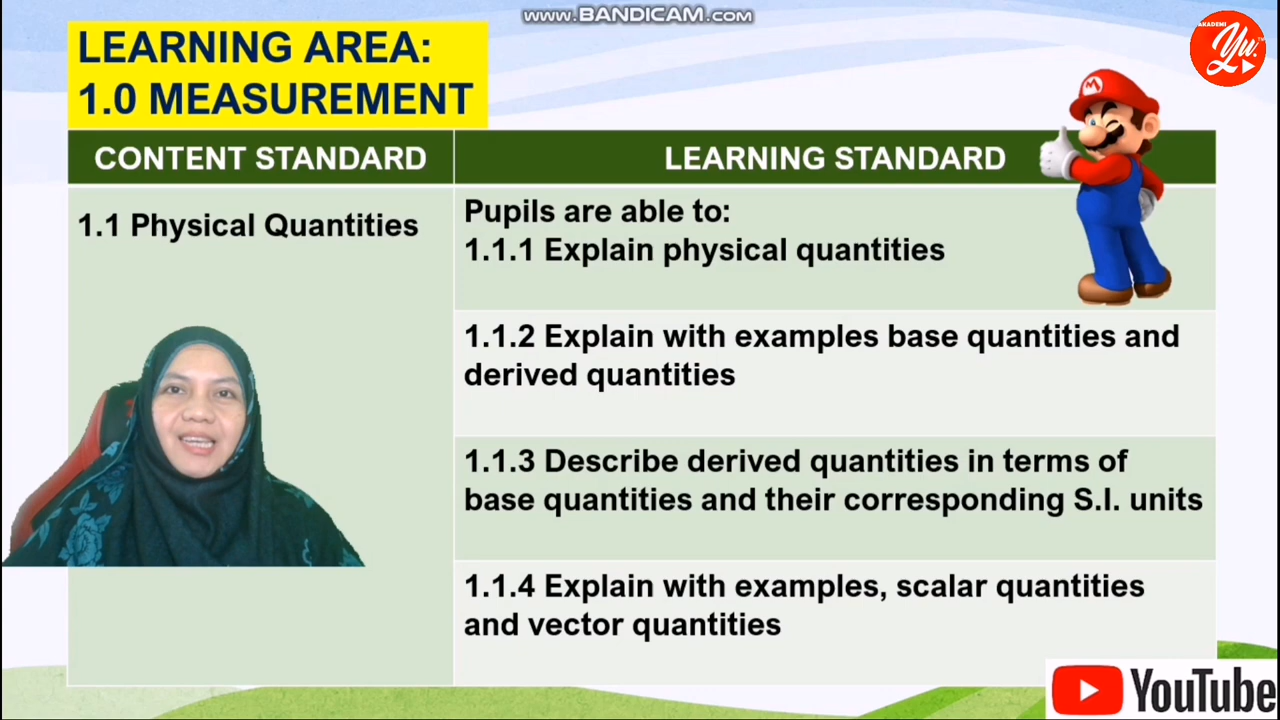 www.BANDICAM.com
LEARNING AREA:
1.0 MEASUREMENT
AKADEMI
Yu
TM
CONTENT STANDARD
LEARNING STANDARD
M
1.1 Physical Quantities
Pupils are able to:
1.1.1 Explain physical quantities
1.1.2 Explain with examples base quantities and
derived quantities
1.1.3 Describe derived quantities in terms of
base quantities and their corresponding S.I. units
1.1.4 Explain with examples, scalar quantities
and vector quantities
YouTube